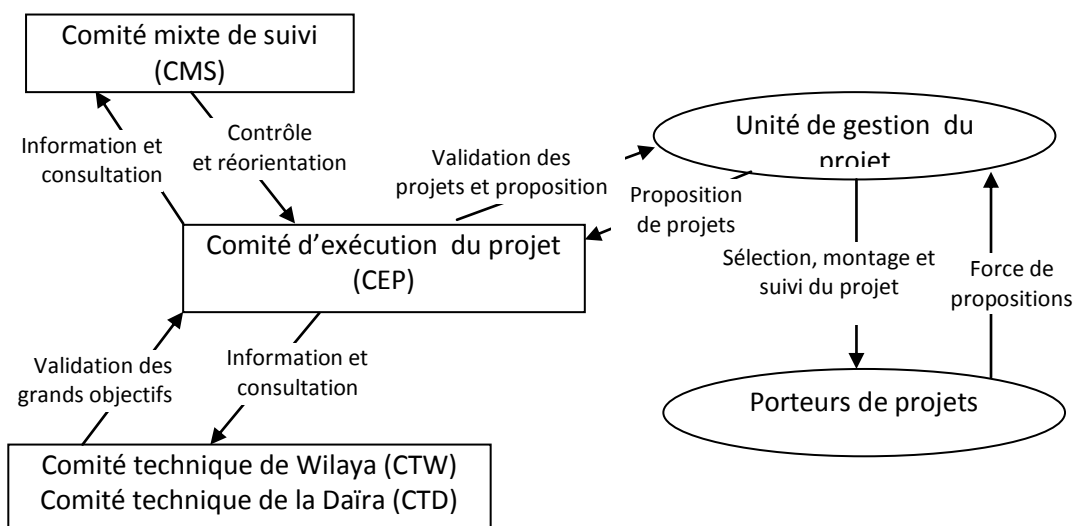 Comité mixte de suivi
(CMS)
Information et
consultation
Contrôle
et réorientation
Validation des
projets et proposition
Unité de gestion du
projet
Proposition
de projets
Comité d’exécution du projet
(CEP)
Sélection, montage et
suivi du projet
Force de
propositions
Validation des
grands objectifs
Information et
consultation
Porteurs de projets
Comité technique de Wilaya (CTW)
Comité technique de la Daïra (CTD)